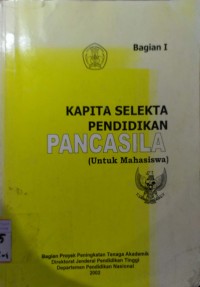 Bagian I
KAPITA SELEKTA
PENDIDIKAN
PANCASILA
(Untuk Mahasiswa)
Bagian Proyek Peningkatan Tenaga Akademik
Direktorat Jenderal Pendidikan Tinggi
Departemen Pendidikan Nasional
2002